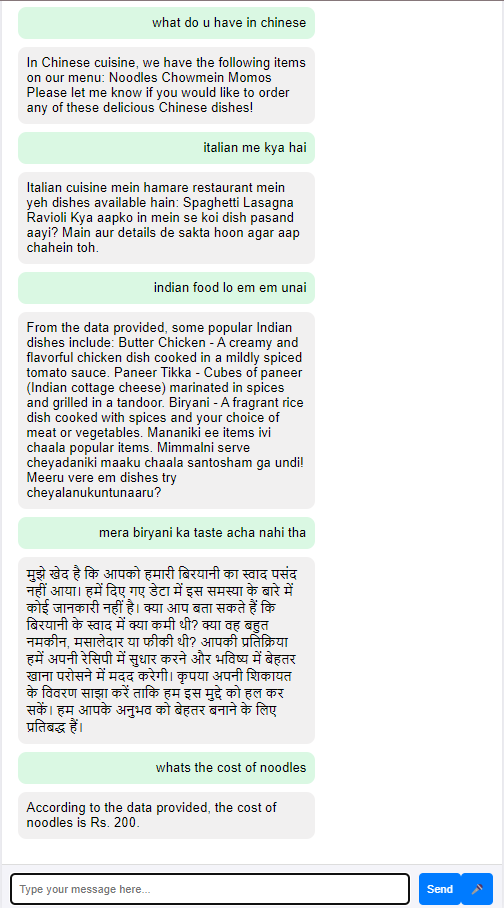 what do u have in chinese
In Chinese cuisine, we have the following items
on our menu: Noodles Chowmein Momos
Please let me know if you would like to order
any of these delicious Chinese dishes!
italian me kya hai
Italian cuisine mein hamare restaurant mein
yeh dishes available hain: Spaghetti Lasagna
Ravioli Kya aapko in mein se koi dish pasand
aayi? Main aur details de sakta hoon agar aap
chahein toh.
indian food lo em em unai
From the data provided, some popular Indian
dishes include: Butter Chicken - A creamy and
flavorful chicken dish cooked in a mildly spiced
tomato sauce. Paneer Tikka - Cubes of paneer
(Indian cottage cheese) marinated in spices
and grilled in a tandoor. Biryani - A fragrant rice
dish cooked with spices and your choice of
meat or vegetables. Mananiki ee items ivi
chaala popular items. Mimmalni serve
cheyadaniki maaku chaala santosham ga undi!
Meeru vere em dishes try
cheyalanukuntunaaru?
mera biryani ka taste acha nahi tha
मुझे खेद है कि आपको हमारी बिरयानी का स्वाद पसंद
नहीं आया। हमें दिए गए डेटा में इस समस्या के बारे में
कोई जानकारी नहीं है। क्या आप बता सकते हैं कि
बिरयानी के स्वाद में क्या कमी थी? क्या वह बहुत
नमकीन, मसालेदार या फीकी थी? आपकी प्रतिक्रिया
हमें अपनी रेसिपी में सुधार करने और भविष्य में बेहतर
खाना परोसने में मदद करेगी। कृपया अपनी शिकायत
के विवरण साझा करें ताकि हम इस मुद्दे को हल कर
सकें। हम आपके अनुभव को बेहतर बनाने के लिए
प्रतिबद्ध हैं।
whats the cost of noodles
According to the data provided, the cost of
noodles is Rs. 200.
Type your message here... Send